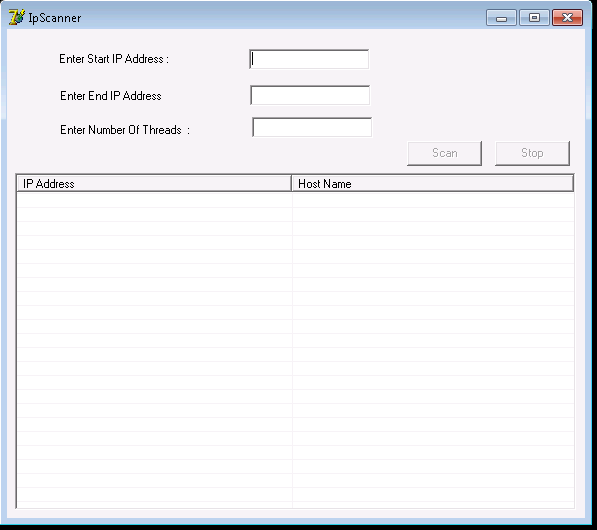 IpScanner
Enter Start IP Address :
Enter End IP Address
Enter Number Of Threads :
Scan Stop
IP Address Host Name